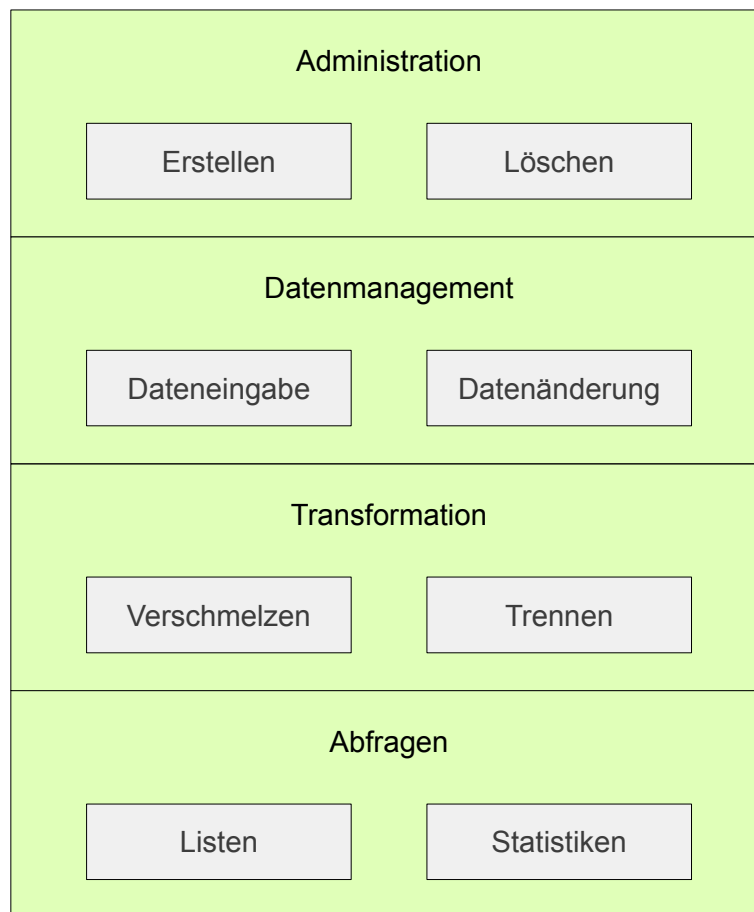 Administration
Erstellen Löschen
Datenmanagement
Dateneingabe Datenänderung
Transformation
Verschmelzen Trennen
Abfragen
Listen Statistiken